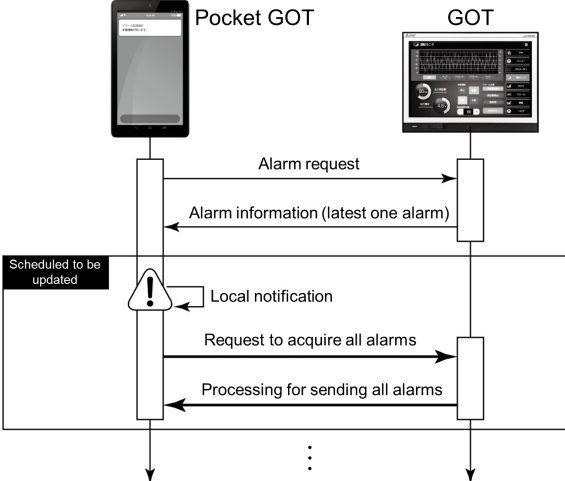 Pocket GOT
GOT
Alarm request
Alarm information (latest one alarm)
Scheduled to be
updated
Local notification
Request to acquire all alarms
Processing for sending all alarms